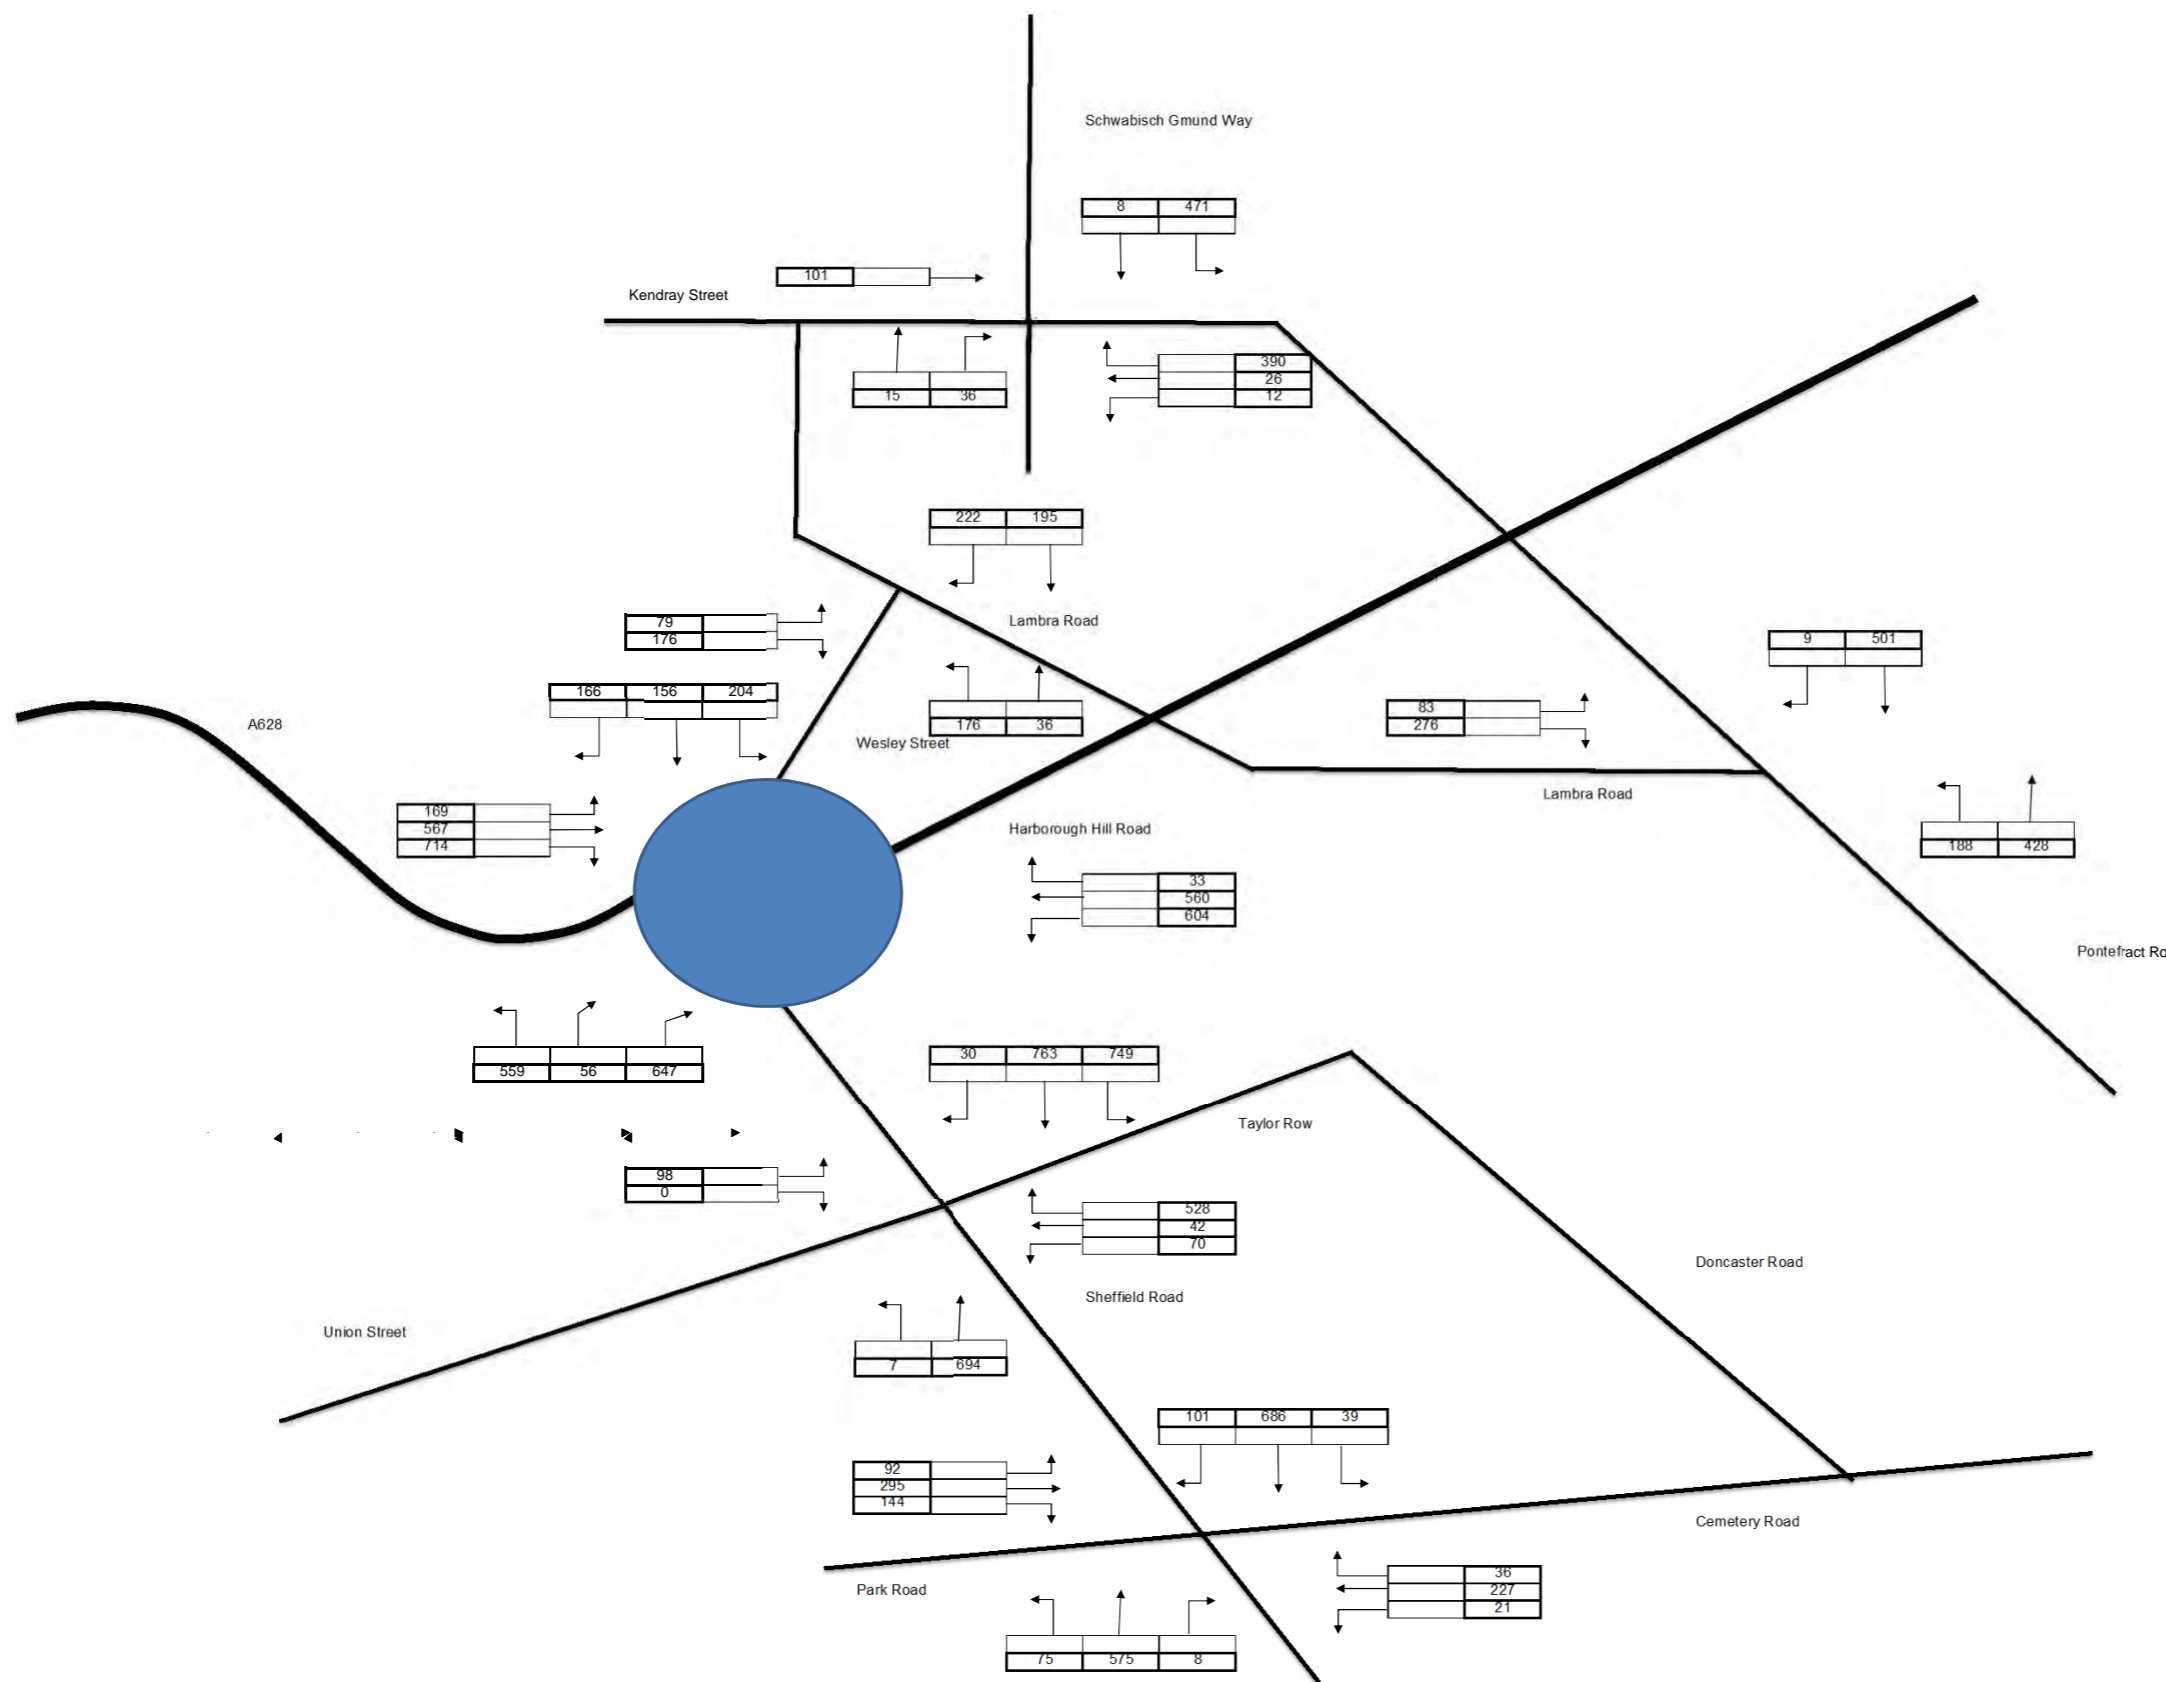 Schwabisch Gmund Way
8 471
101
Kendray Street
390
26
15 36 12
222 195
79
176
Lambra Road
9 501
166 156 204
83
276
176 36
A628
Wesley Street
Lambra Road
169
567
714
Harborough Hill Road
188 428
33
560
604
Pontefract Ro
30 763 749
559 56 647
Taylor Row
98
0
528
42
70
Doncaster Road
Sheffield Road
Union Street
7 694
101 686 39
92
295
144
Cemetery Road
36
227
21
Park Road
75 575 8